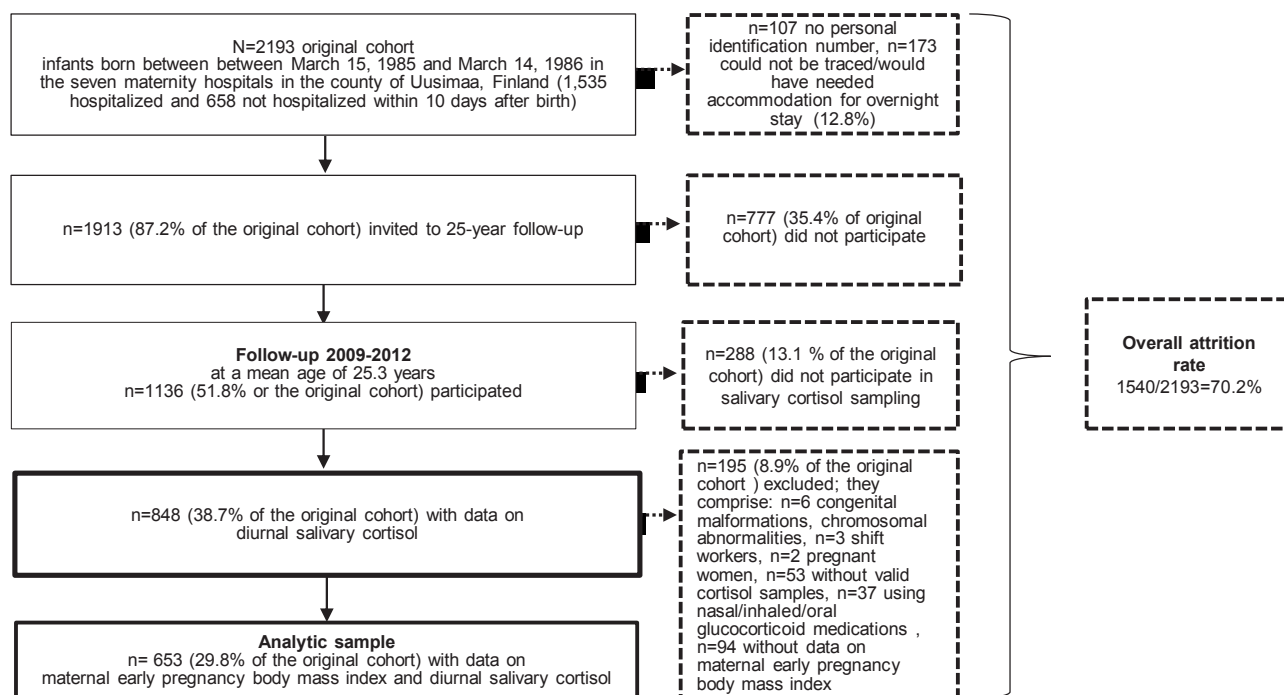 N=2193 original cohort
infants born between between March 15, 1985 and March 14, 1986 in
the seven maternity hospitals in the county of Uusimaa, Finland (1,535
hospitalized and 658 not hospitalized within 10 days after birth)
n=107 no personal
identification number, n=173
could not be traced/would
have needed
accommodation for overnight
stay (12.8%)
n=1913 (87.2% of the original cohort) invited to 25-year follow-up
n=777 (35.4% of original
cohort) did not participate
Follow-up 2009-2012
at a mean age of 25.3 years
n=1136 (51.8% or the original cohort) participated
n=288 (13.1 % of the original
cohort) did not participate in
salivary cortisol sampling
Overall attrition
rate
1540/2193=70.2%
n=848 (38.7% of the original cohort) with data on
diurnal salivary cortisol
n=195 (8.9% of the original
cohort ) excluded; they
comprise: n=6 congenital
malformations, chromosomal
abnormalities, n=3 shift
workers, n=2 pregnant
women, n=53 without valid
cortisol samples, n=37 using
nasal/inhaled/oral
glucocorticoid medications ,
n=94 without data on
maternal early pregnancy
body mass index
Analytic sample
n= 653 (29.8% of the original cohort) with data on
maternal early pregnancy body mass index and diurnal salivary cortisol